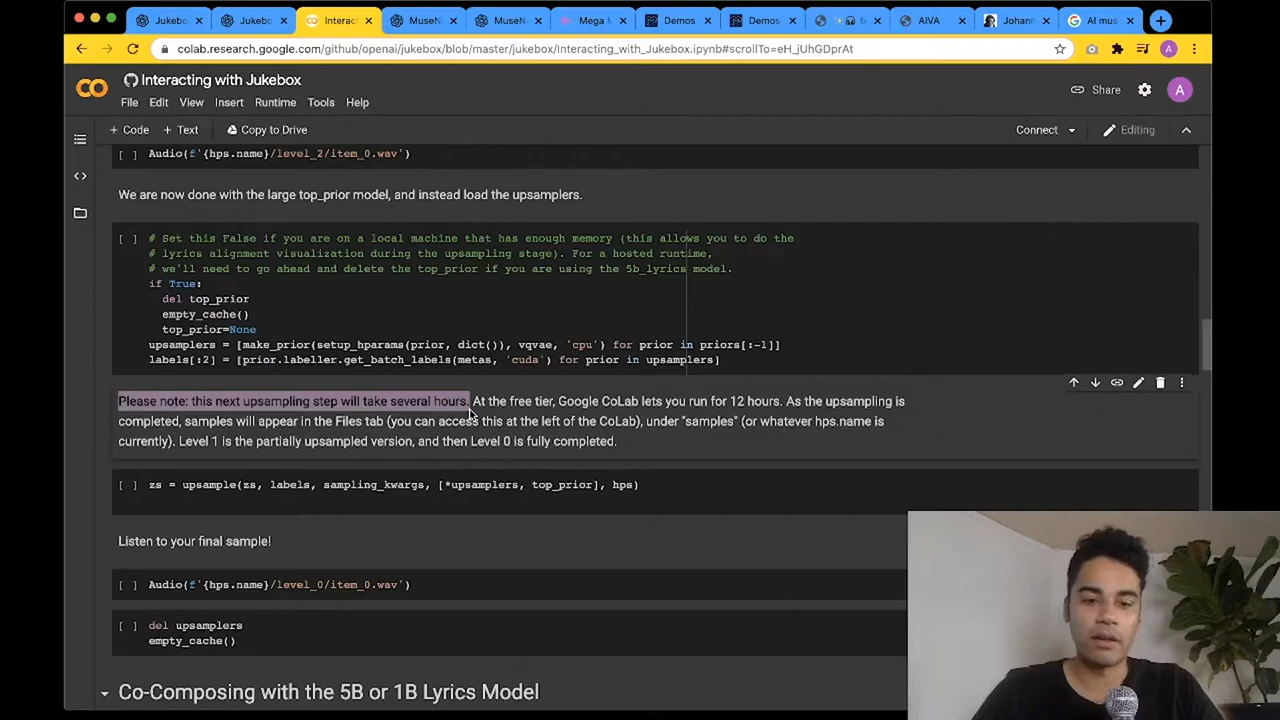 Jukebo
Jukebo
Interac
MuseNe
MuseNe
Mega M
Demos
Demos
ta
AIVA
Johann
AI mus
colab.research.google.com/github/openai/jukebox/blob/master/jukebox/Interacting_with_Jukebox.ipynb#scrollTo=eH_jUhGDprAt
A
CO
Interacting with Jukebox
File Edit View Insert Runtime Tools Help
Share
A
+ Code + Text Copy to Drive
Connect
Editing
[ ] Audio(f'{hps.name}/level_2/item_0.wav')
We are now done with the large top_prior model, and instead load the upsamplers.
[ ] # Set this False if you are on a local machine that has enough memory (this allows you to do the
# lyrics alignment visualization during the upsampling stage). For a hosted runtime,
# we'll need to go ahead and delete the top_prior if you are using the 5b_lyrics model.
if True:
del top_prior
empty_cache()
top_prior=None
upsamplers = [make_prior(setup_hparams(prior, dict()), vqvae, 'cpu') for prior in priors[:-1]]
labels[:2] = [prior.labeller.get_batch_labels(metas, 'cuda') for prior in upsamplers]
Please note: this next upsampling step will take several hours. At the free tier, Google CoLab lets you run for 12 hours. As the upsampling is
completed, samples will appear in the Files tab (you can access this at the left of the CoLab), under "samples" (or whatever hps.name is
currently). Level 1 is the partially upsampled version, and then Level 0 is fully completed.
[ ] zs = upsample(zs, labels, sampling_kwargs, [*upsamplers, top_prior], hps)
Listen to your final sample!
[ ] Audio(f'{hps.name}/level_0/item_0.wav')
[ ] del upsamplers
empty_cache()
Co-Composing with the 5B or 1B Lyrics Model